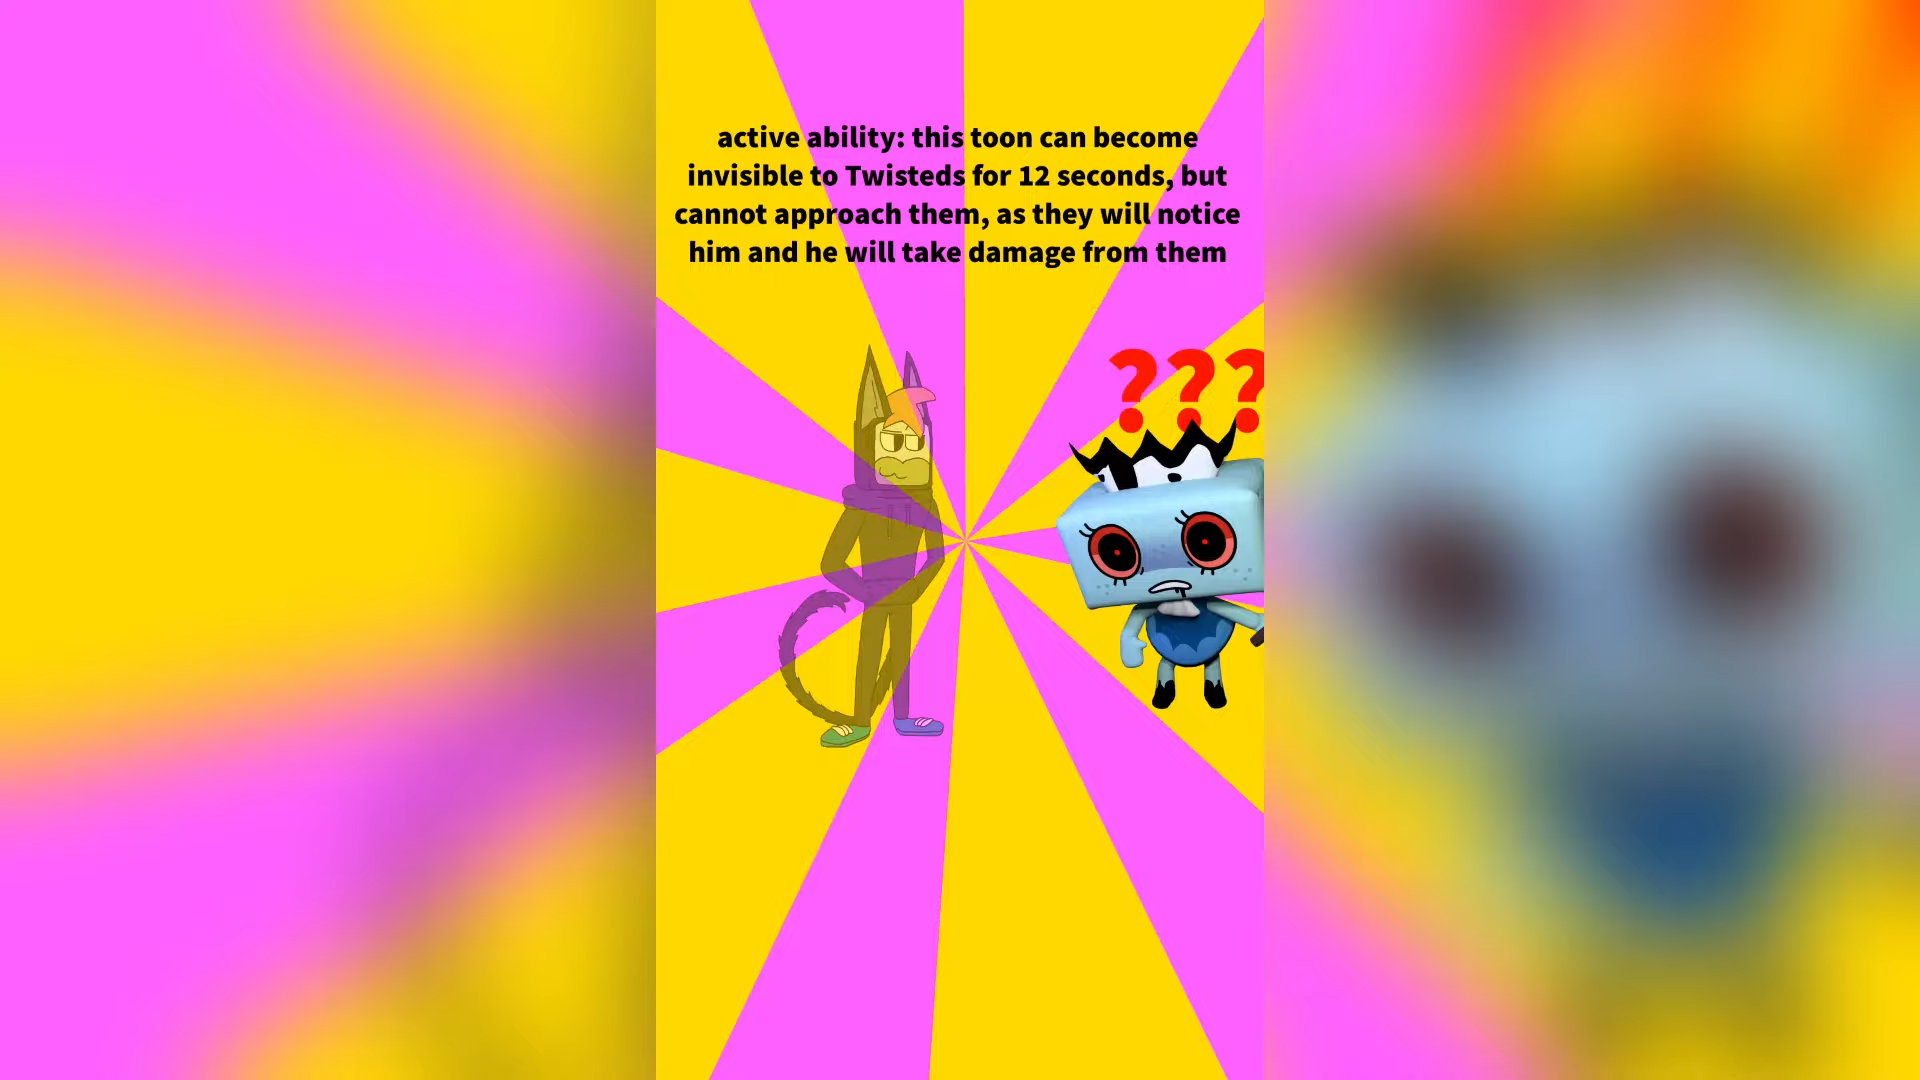 active ability: this toon can become
invisible to Twisteds for 12 seconds, but
cannot approach them, as they will notice
him and he will take damage from them
???